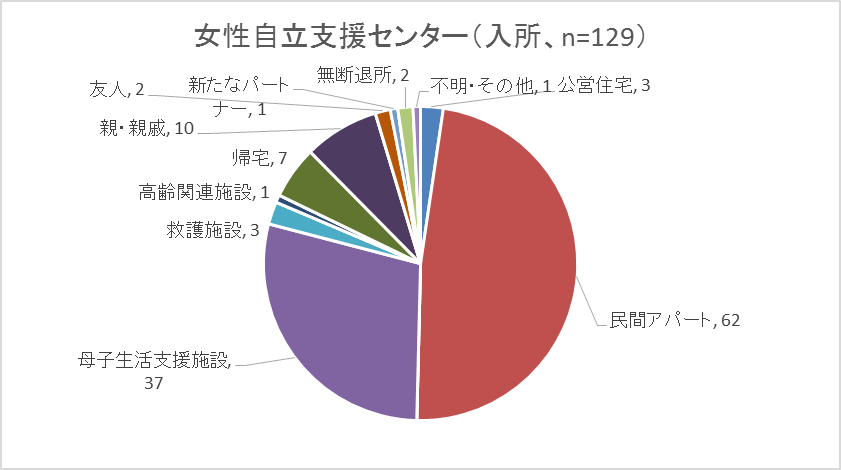 女性自立支援センター（入所、n=129）
無断退所, 2
不明・その他, 1
公営住宅, 3
友人, 2
新たなパート
ナー, 1
親・親戚, 10
帰宅, 7
高齢関連施設, 1
救護施設, 3
民間アパート, 62
母子生活支援施設,
37